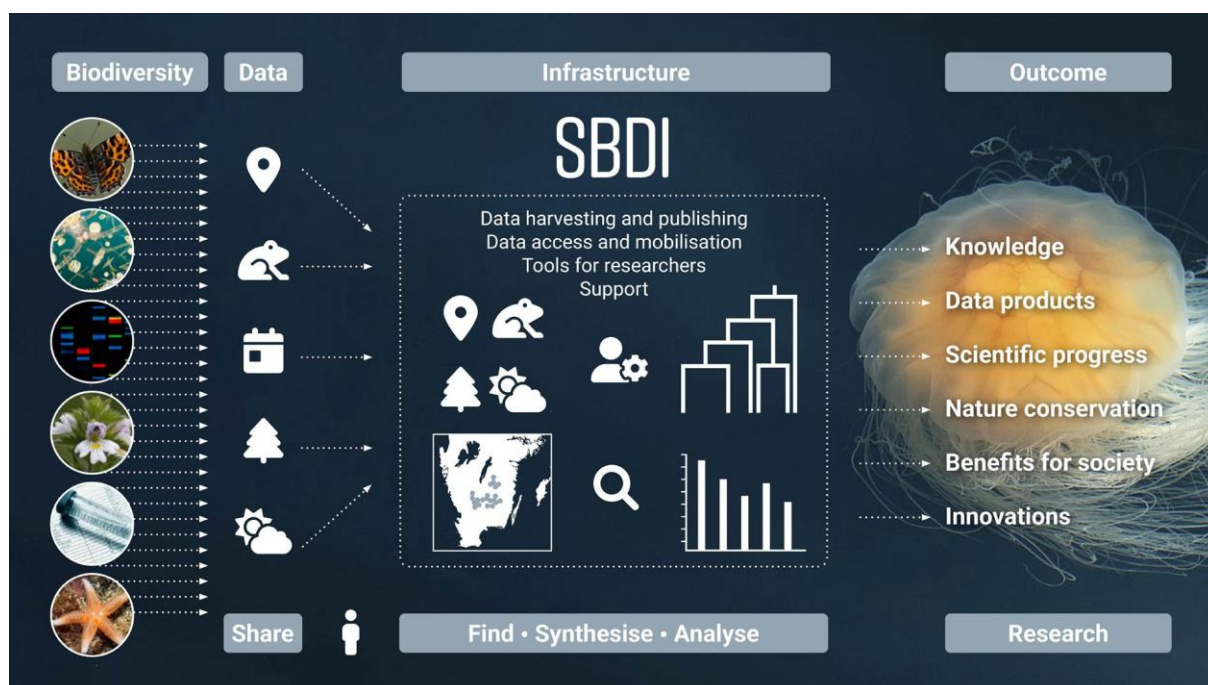 Biodiversity
Data
Infrastructure
Outcome
SBDI
Data harvesting and publishing
Data access and mobilisation
Tools for researchers
Support
Knowledge
Data products
Scientific progress
Nature conservation
Benefits for society
Innovations
Share
Find • Synthesise • Analyse
Research